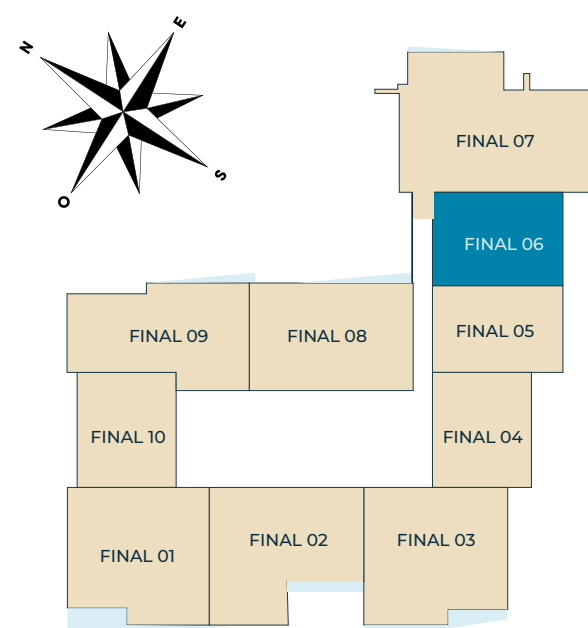 N
E
S
O
FINAL 07
FINAL 06
FINAL 05
FINAL 09
FINAL 08
FINAL 10
FINAL 04
FINAL 01
FINAL 02
FINAL 03